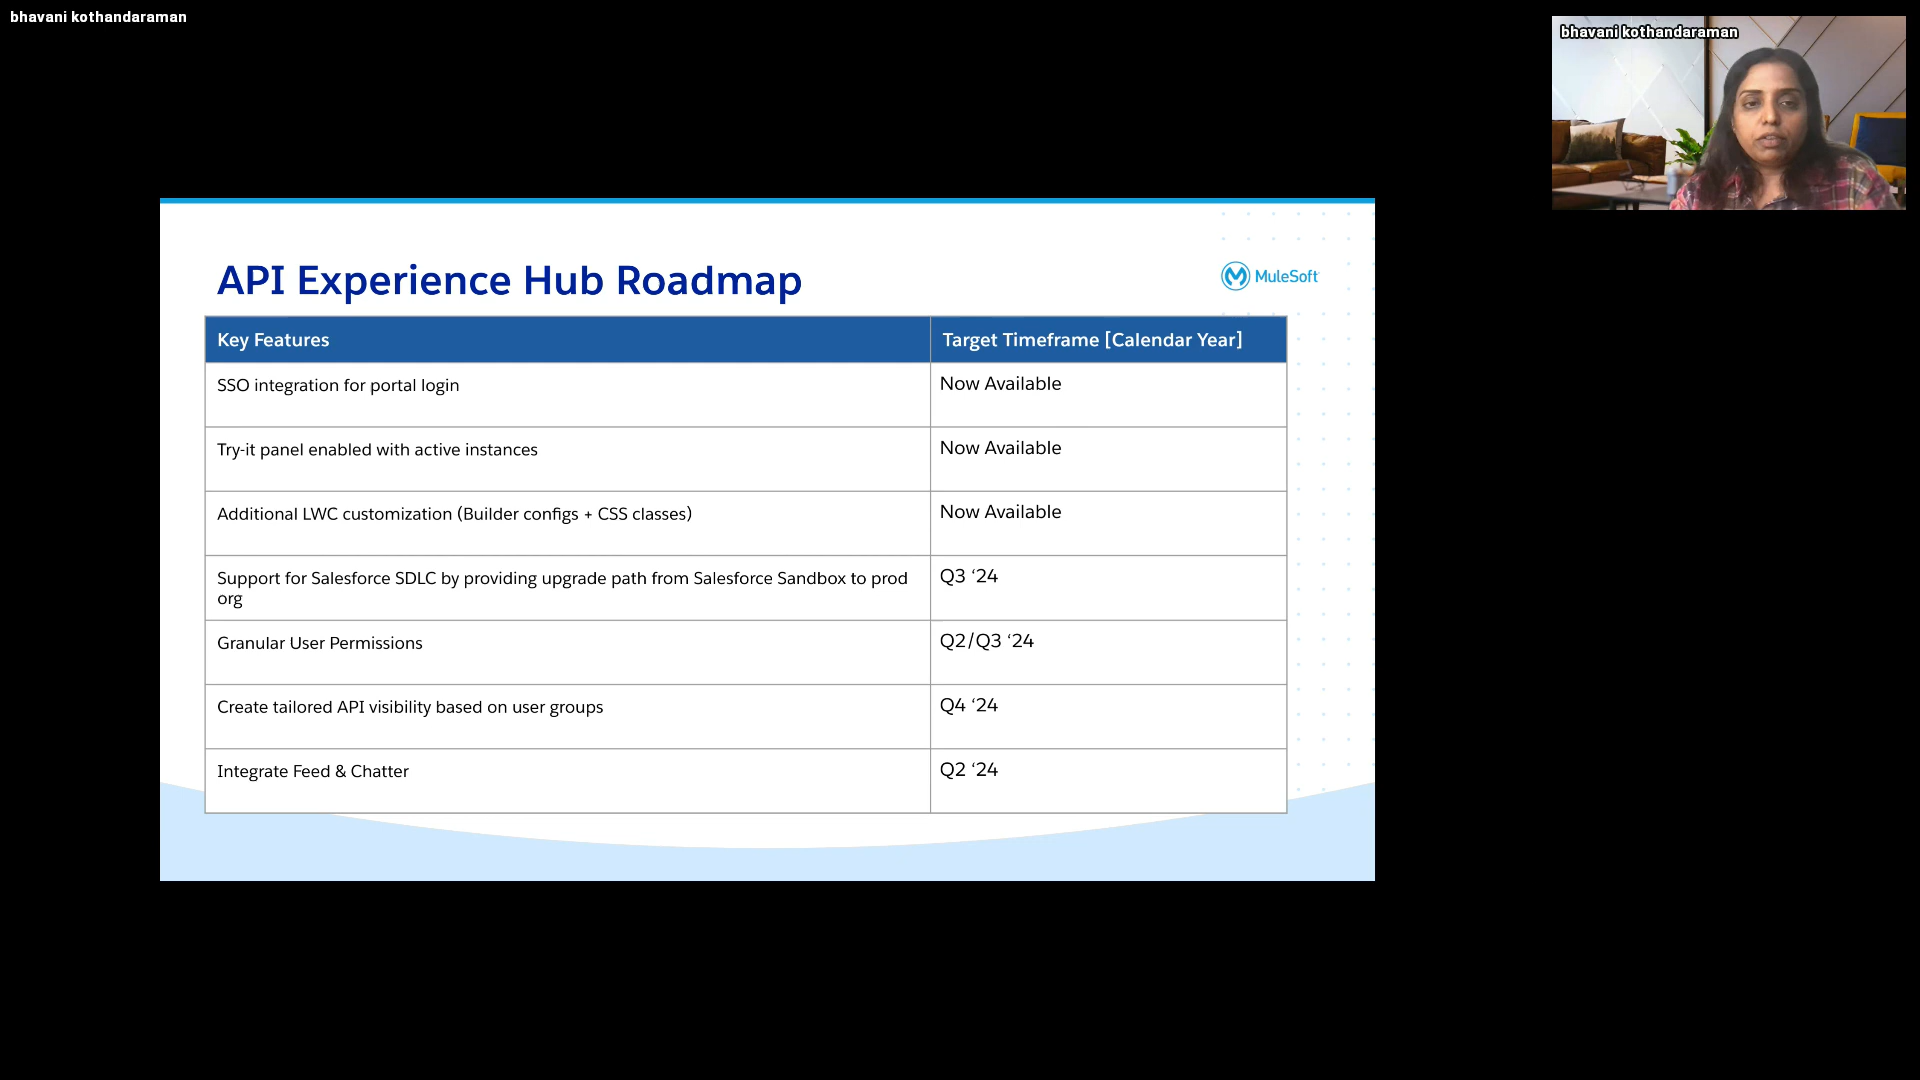 bhavani kothandaraman
bhavani kothandaraman
API Experience Hub Roadmap
MuleSoft
Key Features
Target Timeframe [Calendar Year]
SSO integration for portal login
Now Available
Try-it panel enabled with active instances
Now Available
Additional LWC customization (Builder configs + CSS classes)
Now Available
Support for Salesforce SDLC by providing upgrade path from Salesforce Sandbox to prod
org
Q3 ‘24
Granular User Permissions
Q2/Q3 ‘24
Create tailored API visibility based on user groups
Q4 ‘24
Integrate Feed & Chatter
Q2 ‘24